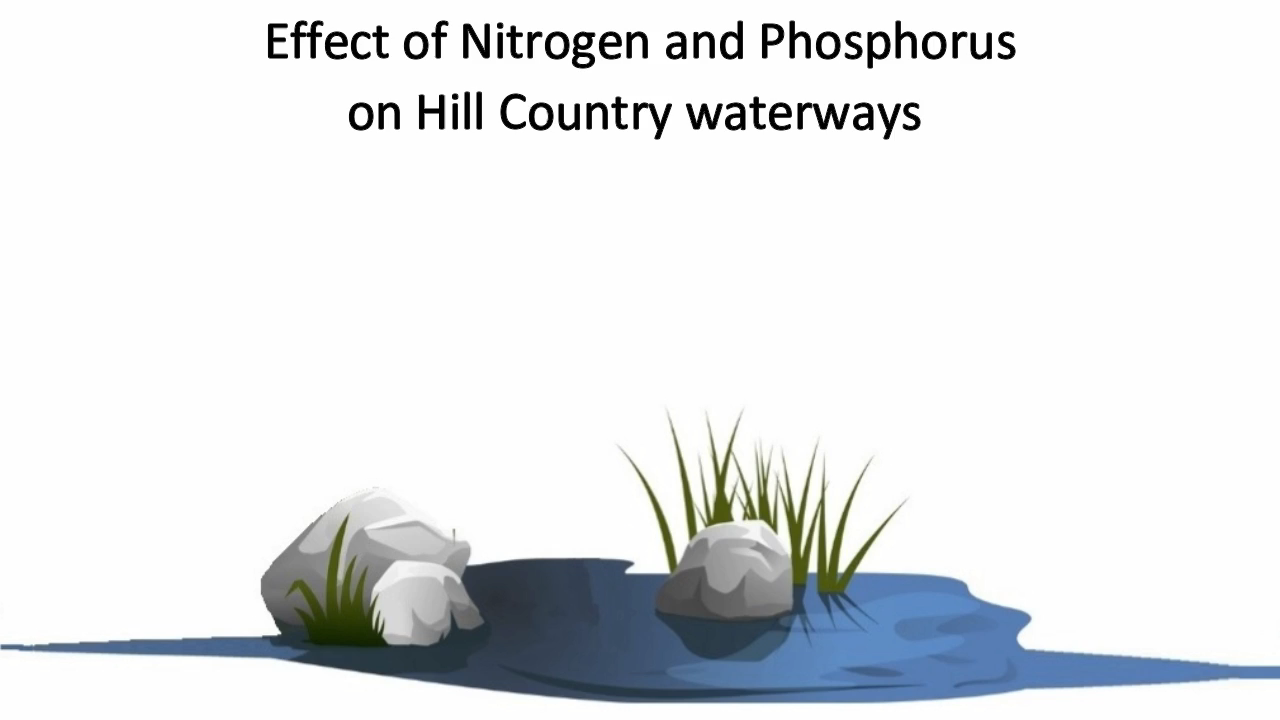 Effect of Nitrogen and Phosphorus
on Hill Country waterways